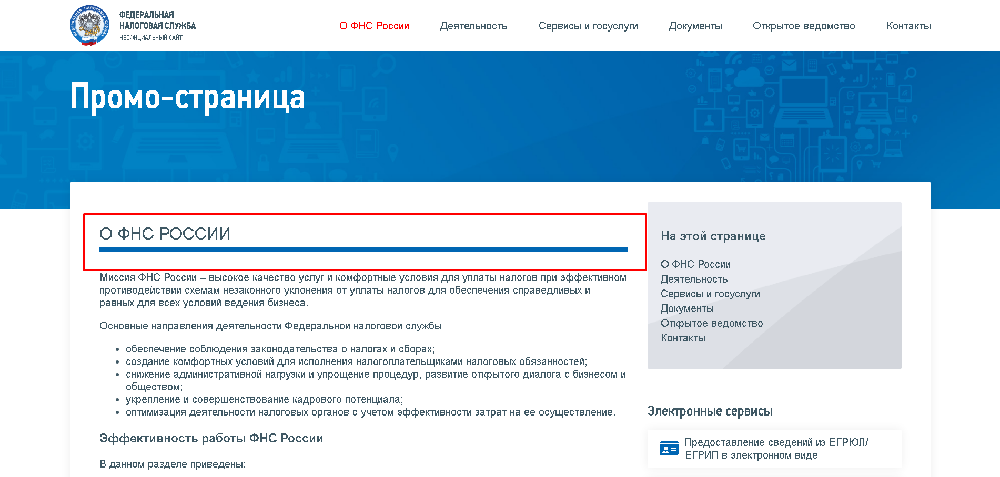 ФЕДЕРАЛЬНАЯ
НАЛОГОВАЯ СЛУЖБА
НЕОФИЦИАЛЬНЫЙ САЙТ
О ФНС России
Деятельность
Сервисы и госуслуги
Документы
Открытое ведомство
Контакты
Промо-страница
О ФНС РОССИИ
Миссия ФНС России – высокое качество услуг и комфортные условия для уплаты налогов при эффективном
противодействии схемам незаконного уклонения от уплаты налогов для обеспечения справедливых и
равных для всех условий ведения бизнеса.
Основные направления деятельности Федеральной налоговой службы
обеспечение соблюдения законодательства о налогах и сборах;
создание комфортных условий для исполнения налогоплательщиками налоговых обязанностей;
снижение административной нагрузки и упрощение процедур, развитие открытого диалога с бизнесом и
обществом;
укрепление и совершенствование кадрового потенциала;
оптимизация деятельности налоговых органов с учетом эффективности затрат на ее осуществление.
Эффективность работы ФНС России
В данном разделе приведены:
На этой странице
О ФНС России
Деятельность
Сервисы и госуслуги
Документы
Открытое ведомство
Контакты
Электронные сервисы
Предоставление сведений из ЕГРЮЛ/
ЕГРИП в электронном виде
ФЕДЕРАЛЬНАЯ НАЛОГОВАЯ СЛУЖБА